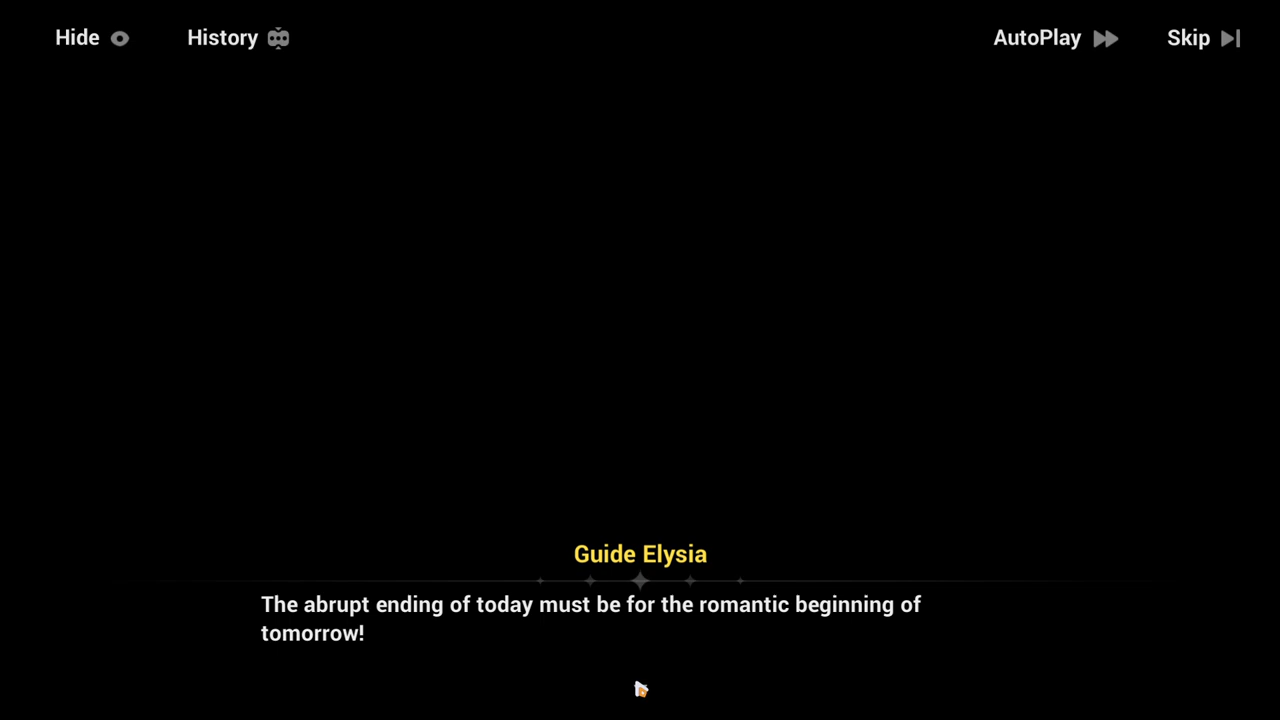 Hide
History
AutoPlay
Skip
Guide Elysia
The abrupt ending of today must be for the romantic beginning of
tomorrow!